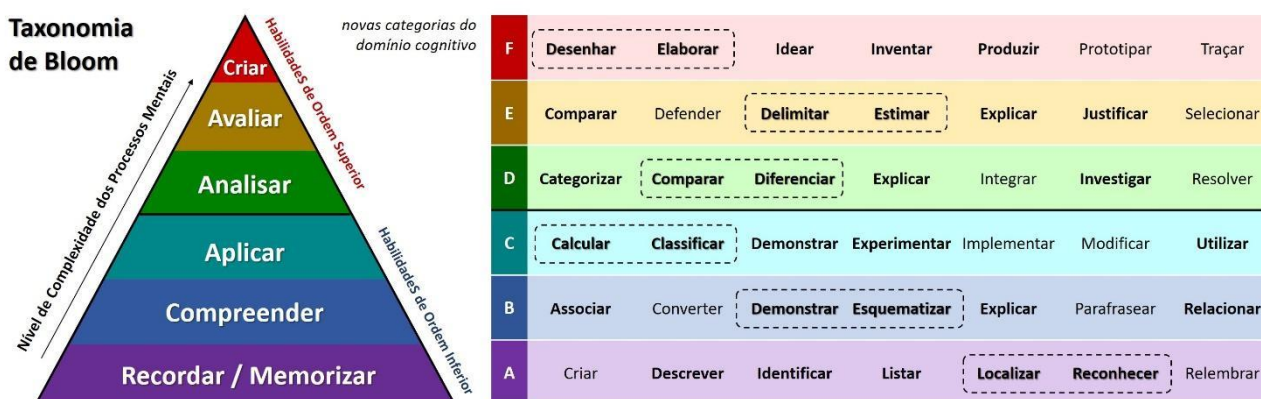 Taxonomia
de Bloom
novas categorias do
domínio cognitivo
Nível de Complexidade dos Processos Mentais
HabilidadeS de Ordem Superior
HabilidadeS de Ordem Inferior
Criar
Avaliar
Analisar
Aplicar
Compreender
Recordar / Memorizar
F Desenhar Elaborar Idear Inventar Produzir Prototipar Traçar
E Comparar Defender Delimitar Estimar Explicar Justificar Selecionar
D Categorizar Comparar Diferenciar Explicar Integrar Investigar Resolver
C Calcular Classificar Demonstrar Experimentar Implementar Modificar Utilizar
B Associar Converter Demonstrar Esquematizar Explicar Parafrasear Relacionar
A Criar Descrever Identificar Listar Localizar Reconhecer Relembrar